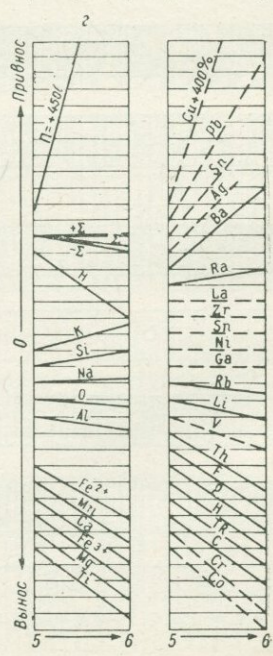 г
Привнос
0
Вынос
П=+450%
+Σ
Σ
-Σ
H
K
Si
Na
O
Al
Fe²⁺
Mn
Ca
Fe³⁺
Mg
Ti
5
6
Cu+400%
Pb
Sn
Ag
Ba
Ra
La
Zr
Sn
Ni
Ga
Rb
Li
V
Th
F
P
H
TR
C
Cr
Co
5
6